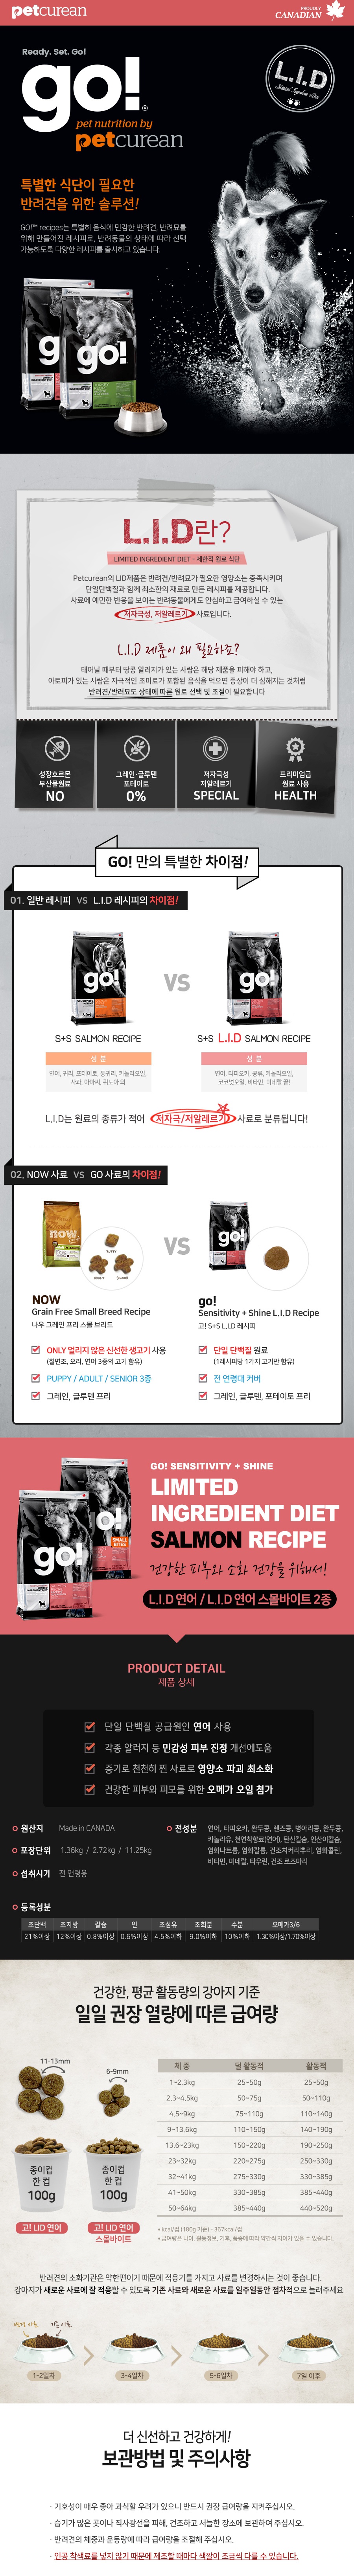 petcurean
PROUDLY
CANADIAN
Ready. Set. Go!
go!
pet nutrition by
petcurean
L.I.D
특별한 식단이 필요한
반려견을 위한 솔루션!
GO!™ recipes는 특별히 음식에 민감한 반려견, 반려묘를
위해 만들어진 레시피로, 반려동물의 상태에 따라 선택
가능하도록 다양한 레시피를 출시하고 있습니다.
go!
L.I.D란?
LIMITED INGREDIENT DIET - 제한적 원료 식단
Petcurean의 LID제품은 반려견/반려묘가 필요한 영양소는 충족시키며
단일단백질과 함께 최소한의 재료로 만든 레시피를 제공합니다.
사료에 예민한 반응을 보이는 반려동물에게도 안심하고 급여하실 수 있는
저자극성, 저알레르기 사료입니다.
L.I.D 제품이 왜 필요하죠?
태어날 때부터 땅콩 알러지가 있는 사람은 해당 제품을 피해야 하고,
아토피가 있는 사람은 자극적인 조미료가 포함된 음식을 먹으면 증상이 더 심해지는 것처럼
반려견/반려묘도 상태에 따른 원료 선택 및 조절이 필요합니다
성장호르몬
부산물원료
NO
그레인·글루텐
포테이토
0%
저자극성
저알레르기
SPECIAL
프리미엄급
원료 사용
HEALTH
GO! 만의 특별한 차이점!
01. 일반 레시피 VS L.I.D 레시피의 차이점!
go!
VS
go!
S+S SALMON RECIPE
S+S L.I.D SALMON RECIPE
성 분
성 분
연어, 귀리, 포테이토, 통귀리, 카놀라오일,
사과, 아마씨, 퀴노아 외
연어, 타피오카, 콩류, 카놀라오일,
코코넛오일, 비타민, 미네랄 끝!
L.I.D는 원료의 종류가 적어 저자극/저알레르기 사료로 분류됩니다!
02. NOW 사료 VS GO 사료의 차이점!
now
PUPPY
ADULT
SENIOR
VS
go!
NOW
Grain Free Small Breed Recipe
나우 그레인 프리 스몰 브리드
go!
Sensitivity + Shine L.I.D Recipe
고! S+S L.I.D 레시피
ONLY 얼리지 않은 신선한 생고기 사용
(칠면조, 오리, 연어 3종의 고기 함유)
PUPPY / ADULT / SENIOR 3종
그레인, 글루텐 프리
단일 단백질 원료
(1레시피당 1가지 고기만 함유)
전 연령대 커버
그레인, 글루텐, 포테이토 프리
go!
SMALL
BITES
GO! SENSITIVITY + SHINE
LIMITED
INGREDIENT DIET
SALMON RECIPE
건강한 피부와 소화 건강을 위해서!
L.I.D 연어 / L.I.D 연어 스몰바이트 2종
PRODUCT DETAIL
제품 상세
단일 단백질 공급원인 연어 사용
각종 알러지 등 민감성 피부 진정 개선에도움
증기로 천천히 찐 사료로 영양소 파괴 최소화
건강한 피부와 피모를 위한 오메가 오일 첨가
원산지 Made in CANADA
포장단위 1.36kg / 2.72kg / 11.25kg
섭취시기 전 연령용
전성분 연어, 타피오카, 완두콩, 렌즈콩, 병아리콩, 완두콩,
카놀라유, 천연착향료(연어), 탄산칼슘, 인산이칼슘,
염화나트륨, 염화칼륨, 건조치커리뿌리, 염화콜린,
비타민, 미네랄, 타우린, 건조 로즈마리
등록성분
조단백 조지방 칼슘 인 조섬유 조회분 수분 오메가3/6
21%이상 12%이상 0.8%이상 0.6%이상 4.5%이하 9.0%이하 10%이하 1.30%이상/1.70%이상
건강한, 평균 활동량의 강아지 기준
일일 권장 열량에 따른 급여량
11-13mm
6-9mm
종이컵
한 컵
100g
종이컵
한 컵
100g
고! LID 연어
고! LID 연어
스몰바이트
체 중 덜 활동적 활동적
1~2.3kg 25~50g 25~50g
2.3~4.5kg 50~75g 50~110g
4.5~9kg 75~110g 110~140g
9~13.6kg 110~150g 140~190g
13.6~23kg 150~220g 190~250g
23~32kg 220~275g 250~330g
32~41kg 275~330g 330~385g
41~50kg 330~385g 385~440g
50~64kg 385~440g 440~520g
• kcal/컵 (180g 기준) - 367kcal/컵
• 급여량은 나이, 활동정보, 기후, 품종에 따라 약간씩 차이가 있을 수 있습니다.
반려견의 소화기관은 약한편이기 때문에 적응기를 가지고 사료를 변경하시는 것이 좋습니다.
강아지가 새로운 사료에 잘 적응할 수 있도록 기존 사료와 새로운 사료를 일주일동안 점차적으로 늘려주세요
1-2일차
3-4일차
5-6일차
7일 이후
더 신선하고 건강하게!
보관방법 및 주의사항
· 기호성이 매우 좋아 과식할 우려가 있으니 반드시 권장 급여량을 지켜주십시오.
· 습기가 많은 곳이나 직사광선을 피해, 건조하고 서늘한 장소에 보관하여 주십시오.
· 반려견의 체중과 운동량에 따라 급여량을 조절해 주십시오.
· 인공 착색료를 넣지 않기 때문에 제조할 때마다 색깔이 조금씩 다를 수 있습니다.